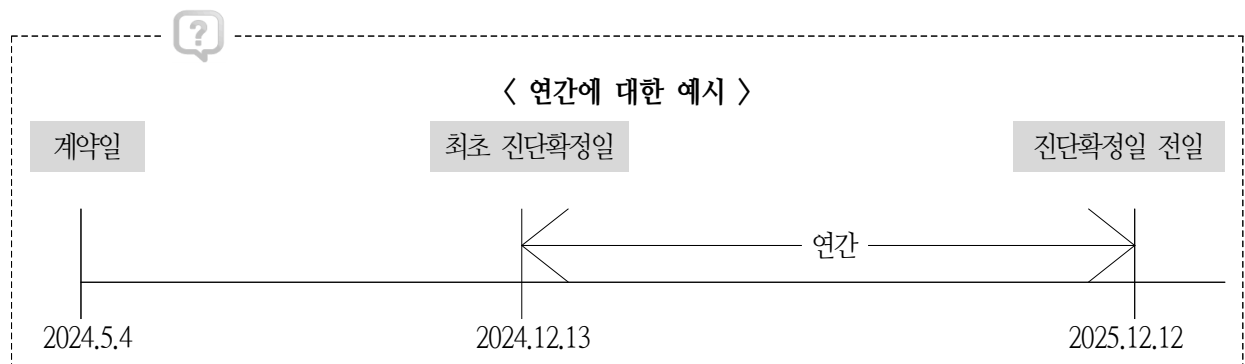 ?
〈 연간에 대한 예시 〉
계약일 최초 진단확정일 진단확정일 전일
연간
2024.5.4 2024.12.13 2025.12.12